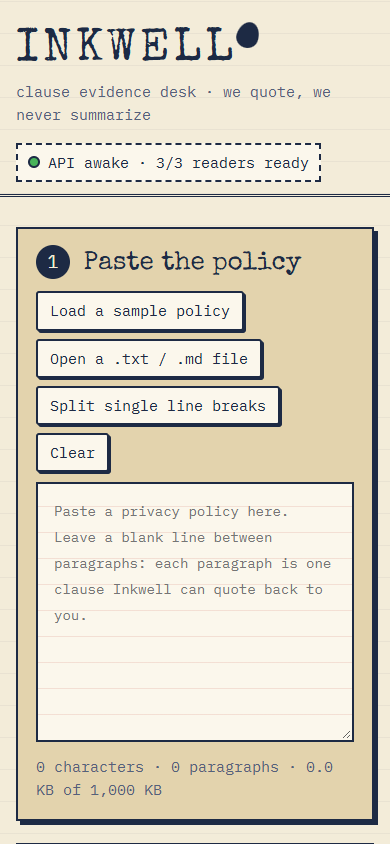 INKWELL
clause evidence desk · we quote, we
never summarize
API awake · 3/3 readers ready
1 Paste the policy
Load a sample policy
Open a .txt / .md file
Split single line breaks
Clear
Paste a privacy policy here.
Leave a blank line between
paragraphs: each paragraph is one
clause Inkwell can quote back to
you.
0 characters · 0 paragraphs · 0.0
KB of 1,000 KB